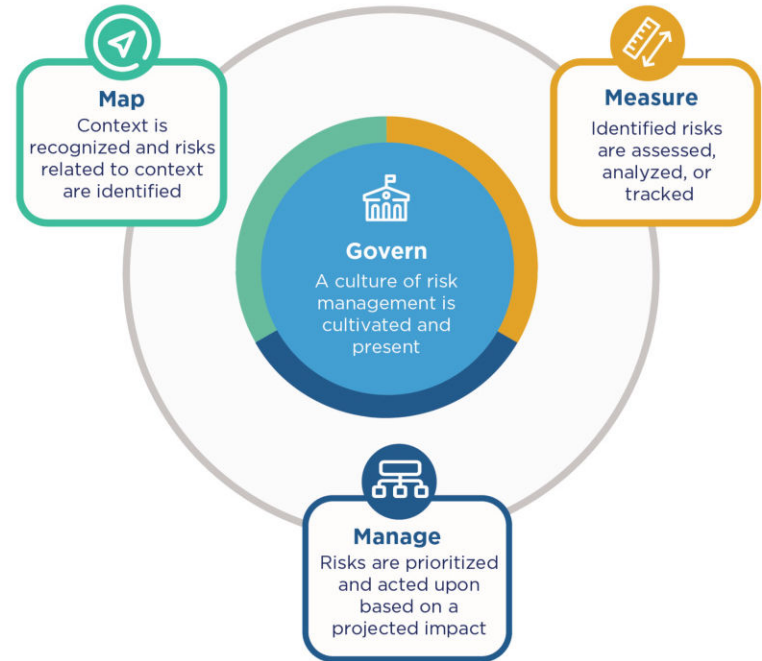 Map
Context is
recognized and risks
related to context
are identified
Measure
Identified risks
are assessed,
analyzed, or
tracked
Govern
A culture of risk
management is
cultivated and
present
Manage
Risks are prioritized
and acted upon
based on a
projected impact